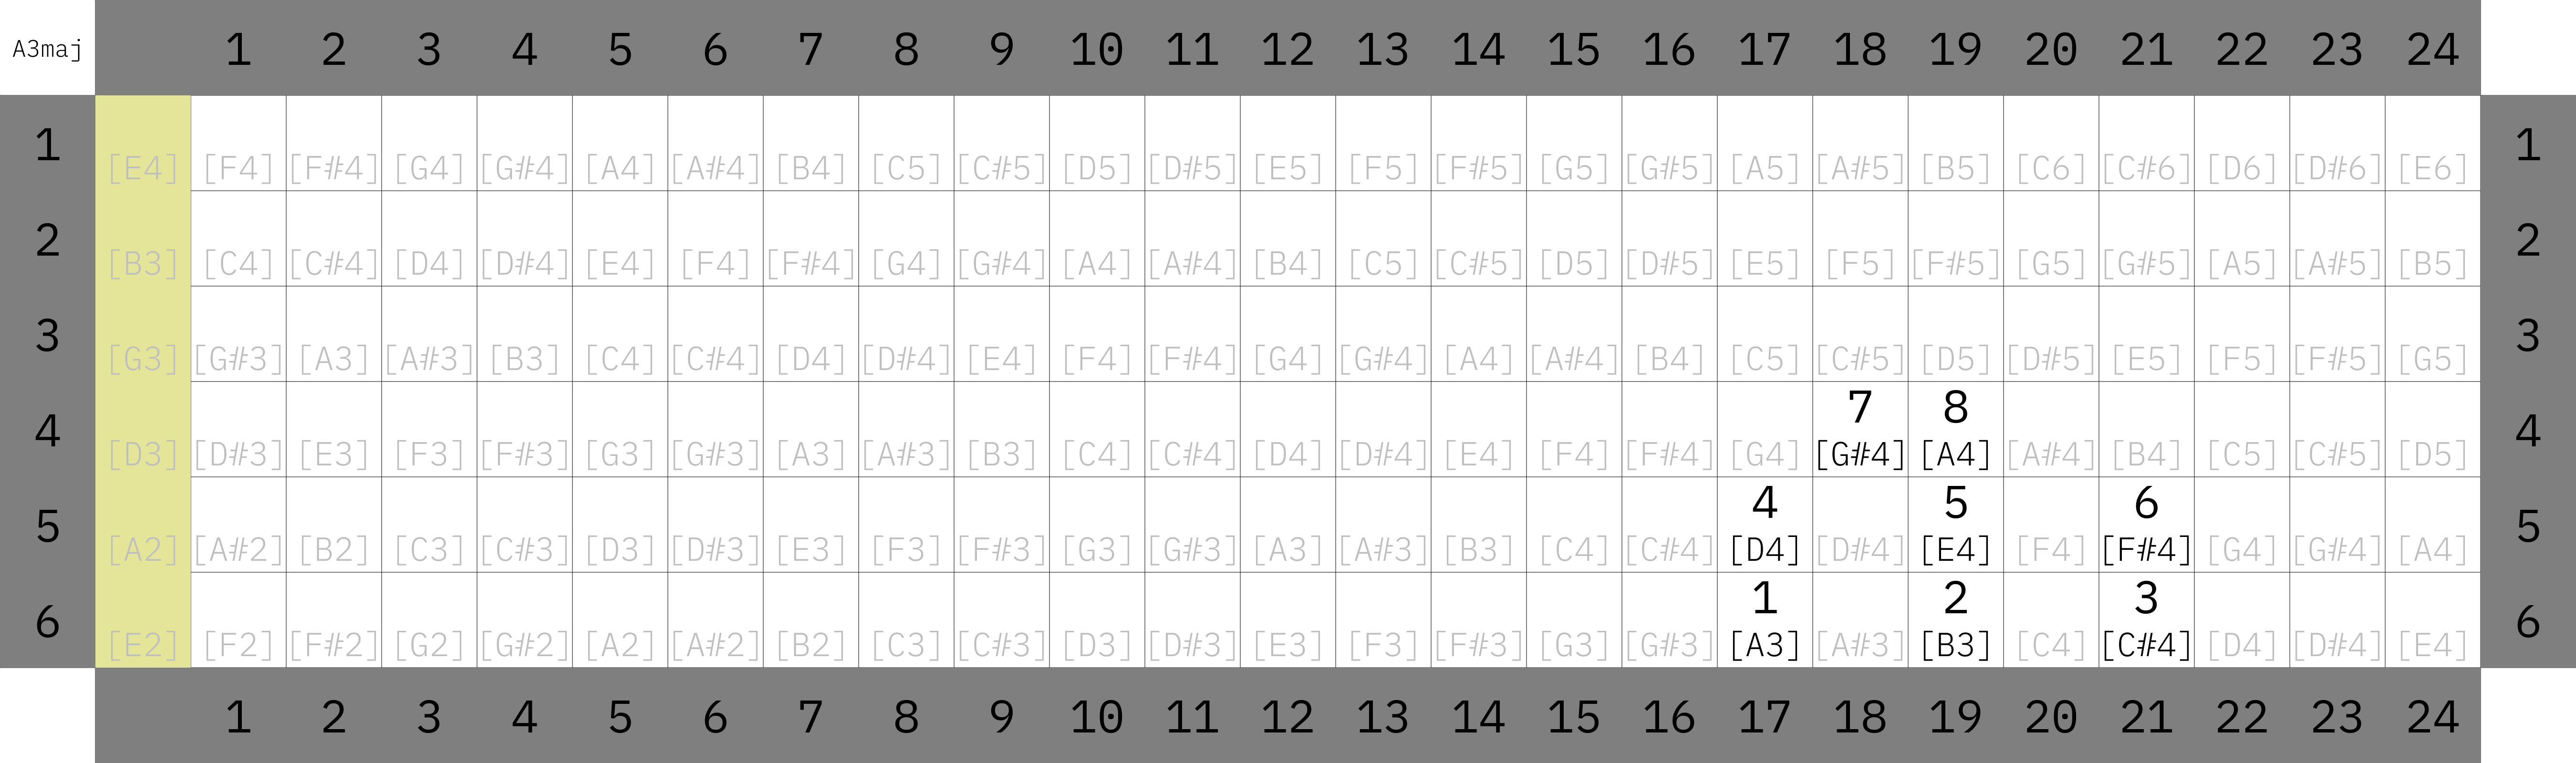 A3maj 1 2 3 4 5 6 7 8 9 10 11 12 13 14 15 16 17 18 19 20 21 22 23 24
1 [E4] [F4] [F#4] [G4] [G#4] [A4] [A#4] [B4] [C5] [C#5] [D5] [D#5] [E5] [F5] [F#5] [G5] [G#5] [A5] [A#5] [B5] [C6] [C#6] [D6] [D#6] [E6] 1
2 [B3] [C4] [C#4] [D4] [D#4] [E4] [F4] [F#4] [G4] [G#4] [A4] [A#4] [B4] [C5] [C#5] [D5] [D#5] [E5] [F5] [F#5] [G5] [G#5] [A5] [A#5] [B5] 2
3 [G3] [G#3] [A3] [A#3] [B3] [C4] [C#4] [D4] [D#4] [E4] [F4] [F#4] [G4] [G#4] [A4] [A#4] [B4] [C5] [C#5] [D5] [D#5] [E5] [F5] [F#5] [G5] 3
7 8
4 [D3] [D#3] [E3] [F3] [F#3] [G3] [G#3] [A3] [A#3] [B3] [C4] [C#4] [D4] [D#4] [E4] [F4] [F#4] [G4] [G#4] [A4] [A#4] [B4] [C5] [C#5] [D5] 4
4 5 6
5 [A2] [A#2] [B2] [C3] [C#3] [D3] [D#3] [E3] [F3] [F#3] [G3] [G#3] [A3] [A#3] [B3] [C4] [C#4] [D4] [D#4] [E4] [F4] [F#4] [G4] [G#4] [A4] 5
1 2 3
6 [E2] [F2] [F#2] [G2] [G#2] [A2] [A#2] [B2] [C3] [C#3] [D3] [D#3] [E3] [F3] [F#3] [G3] [G#3] [A3] [A#3] [B3] [C4] [C#4] [D4] [D#4] [E4] 6
1 2 3 4 5 6 7 8 9 10 11 12 13 14 15 16 17 18 19 20 21 22 23 24